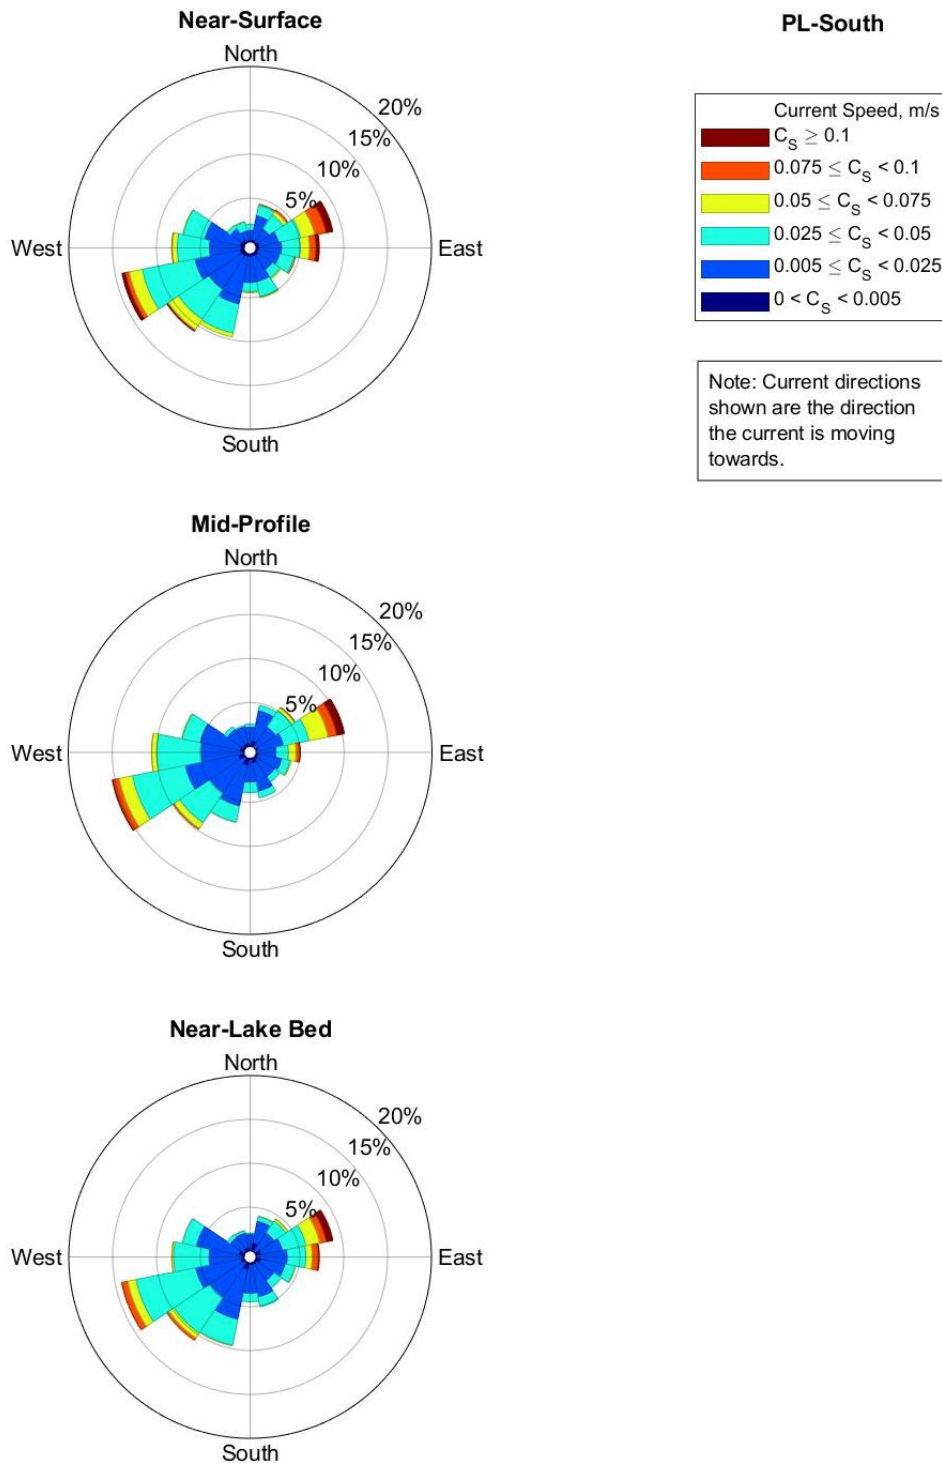 Near-Surface
North
20%
15%
10%
5%
West
East
South
PL-South
Current Speed, m/s
C_S ≥ 0.1
0.075 ≤ C_S < 0.1
0.05 ≤ C_S < 0.075
0.025 ≤ C_S < 0.05
0.005 ≤ C_S < 0.025
0 < C_S < 0.005
Note: Current directions
shown are the direction
the current is moving
towards.
Mid-Profile
North
20%
15%
10%
5%
West
East
South
Near-Lake Bed
North
20%
15%
10%
5%
West
East
South